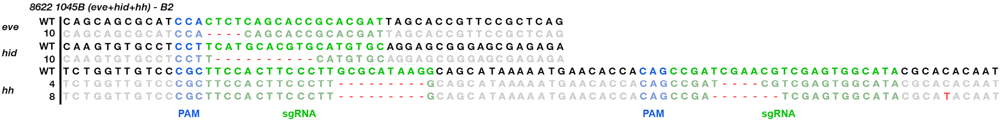 8622 1045B (eve+hid+hh) - B2
eve WT CAGCAGCGCATCCACTCTCAGCACCGCACGATTAGCACCGTTCCGCTCAG
10 CAGCAGCGCATCCA----CAGCACCGCACGATTAGCACCGTTCCGCTCAG
hid WT CAAGTGTGCCTCCTTCATGCACGTGCATGTGCAGGAGCGGGAGCGAGAGA
10 CAAGTGTGCCTCCTT----------CATGTGCAGGAGCGGGAGCGAGAGA
WT TCTGGTTGTCCCGCTTCCACTTCCCTTGCGCATAAGGCAGCATAAAAATGAACACCACAGCCGATCGAACGTCGAGTGGCATACGCACACAAT
hh 4 TCTGGTTGTCCCGCTTCCACTTCCCTT---------GCAGCATAAAAATGAACACCACAGCCGAT----CGTCGAGTGGCATACGCACACAAT
8 TCTGGTTGTCCCGCTTCCACTTCCCTT---------GCAGCATAAAAATGAACACCACAGCCGA-------TCGAGTGGCATACGCATACAAT
PAM sgRNA PAM sgRNA